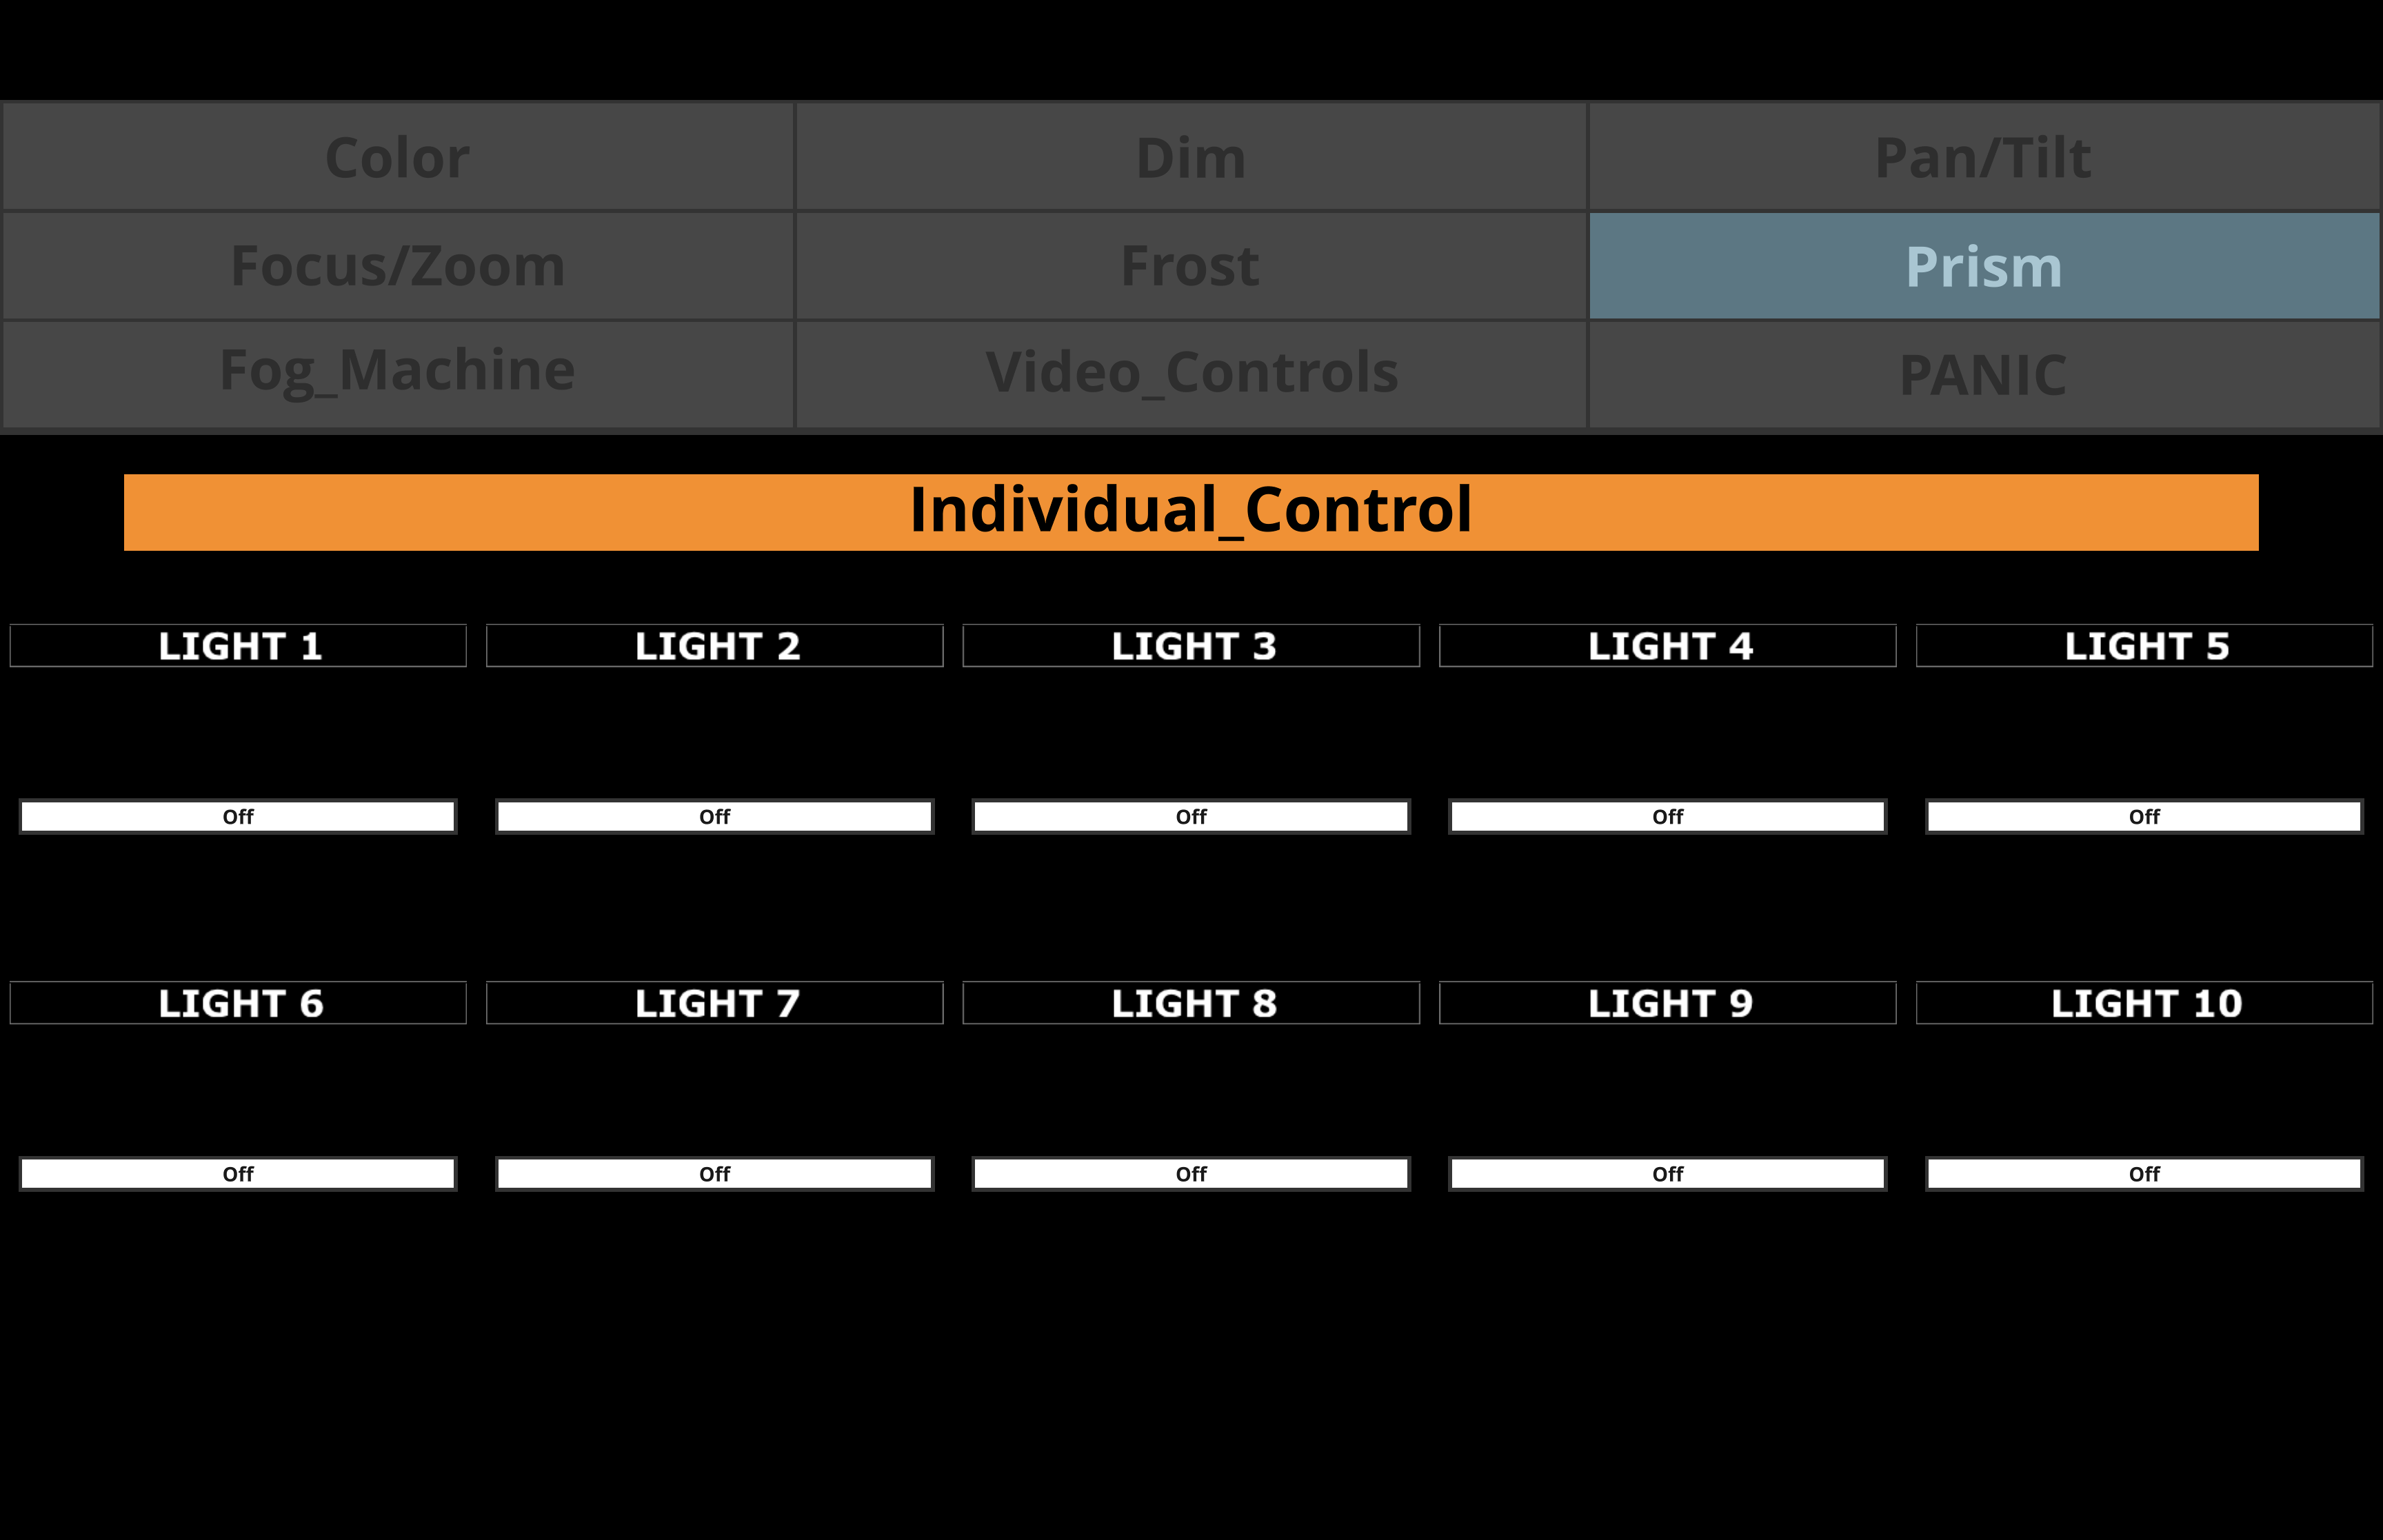 Color Dim Pan/Tilt
Focus/Zoom Frost Prism
Fog_Machine Video_Controls PANIC
Individual_Control
LIGHT 1 LIGHT 2 LIGHT 3 LIGHT 4 LIGHT 5
Off Off Off Off Off
LIGHT 6 LIGHT 7 LIGHT 8 LIGHT 9 LIGHT 10
Off Off Off Off Off